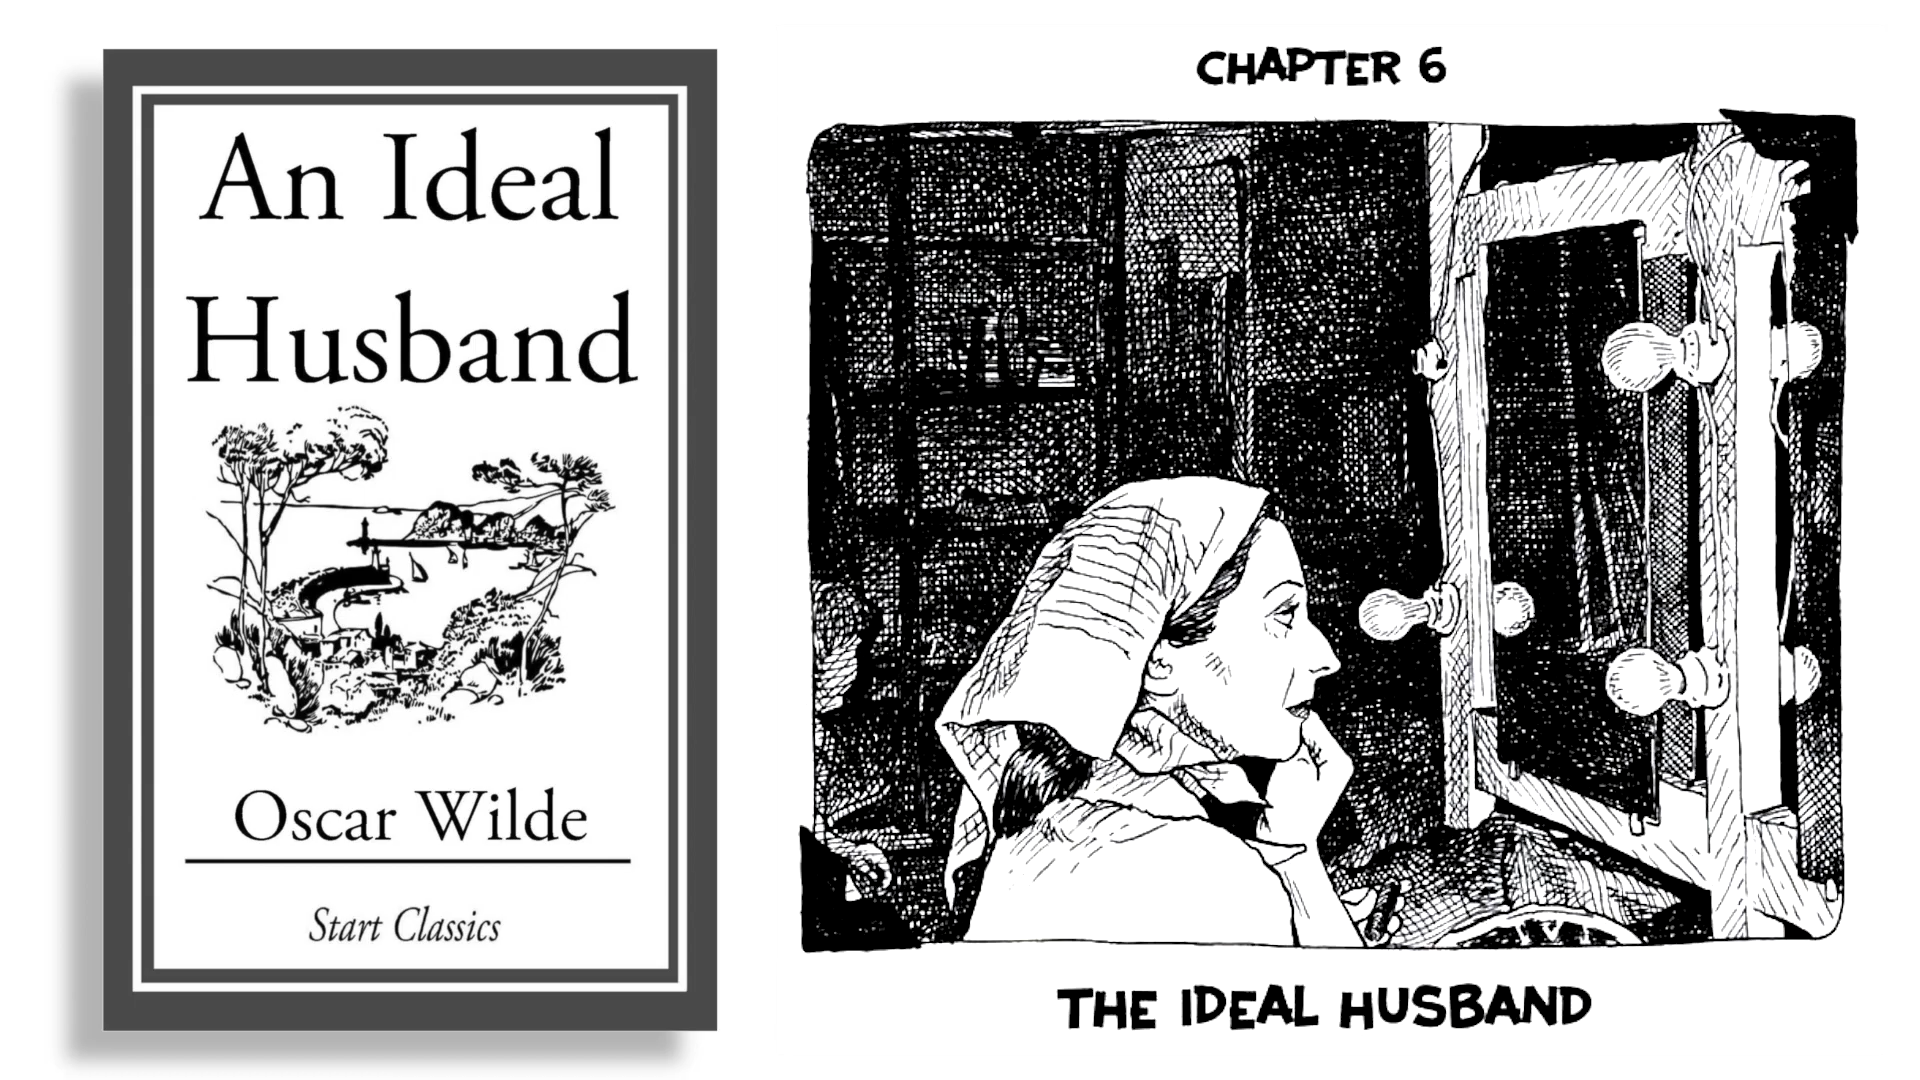 An Ideal
Husband
Oscar Wilde
Start Classics
CHAPTER 6
THE IDEAL HUSBAND